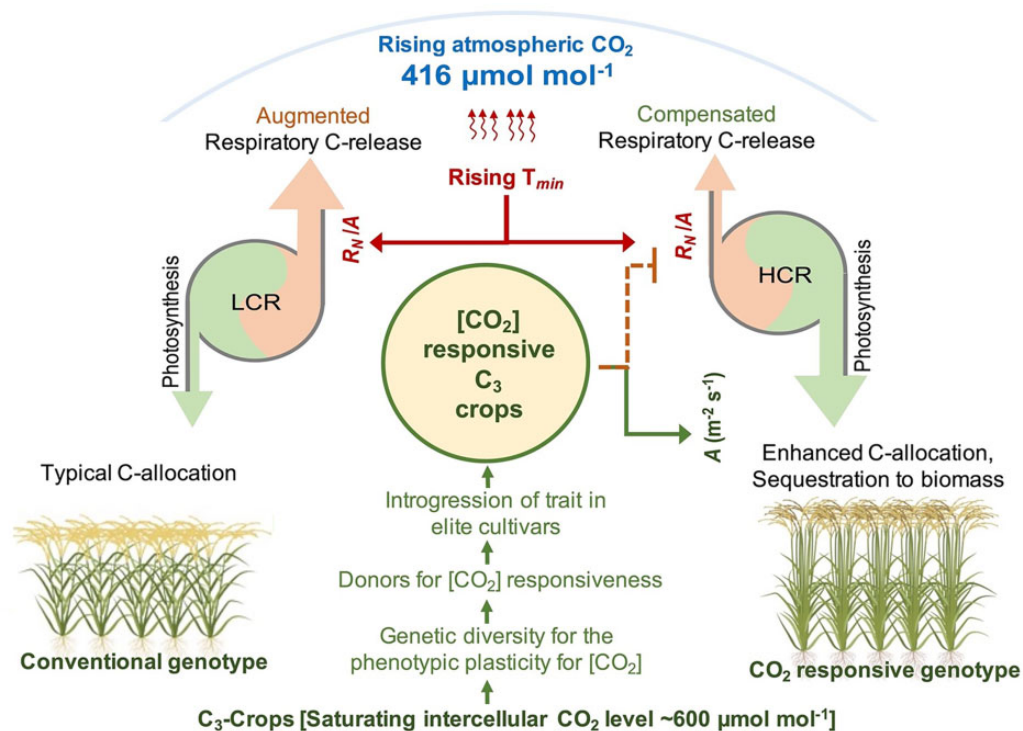 Rising atmospheric CO₂
416 µmol mol⁻¹
Augmented
Respiratory C-release
Compensated
Respiratory C-release
Rising Tmin
R_N/A
R_N/A
Photosynthesis
LCR
HCR
Photosynthesis
[CO₂]
responsive
C₃
crops
A (m⁻² s⁻¹)
Typical C-allocation
Enhanced C-allocation,
Sequestration to biomass
Introgression of trait in
elite cultivars
Donors for [CO₂] responsiveness
Genetic diversity for the
phenotypic plasticity for [CO₂]
Conventional genotype
CO₂ responsive genotype
C₃-Crops [Saturating intercellular CO₂ level ~600 µmol mol⁻¹]